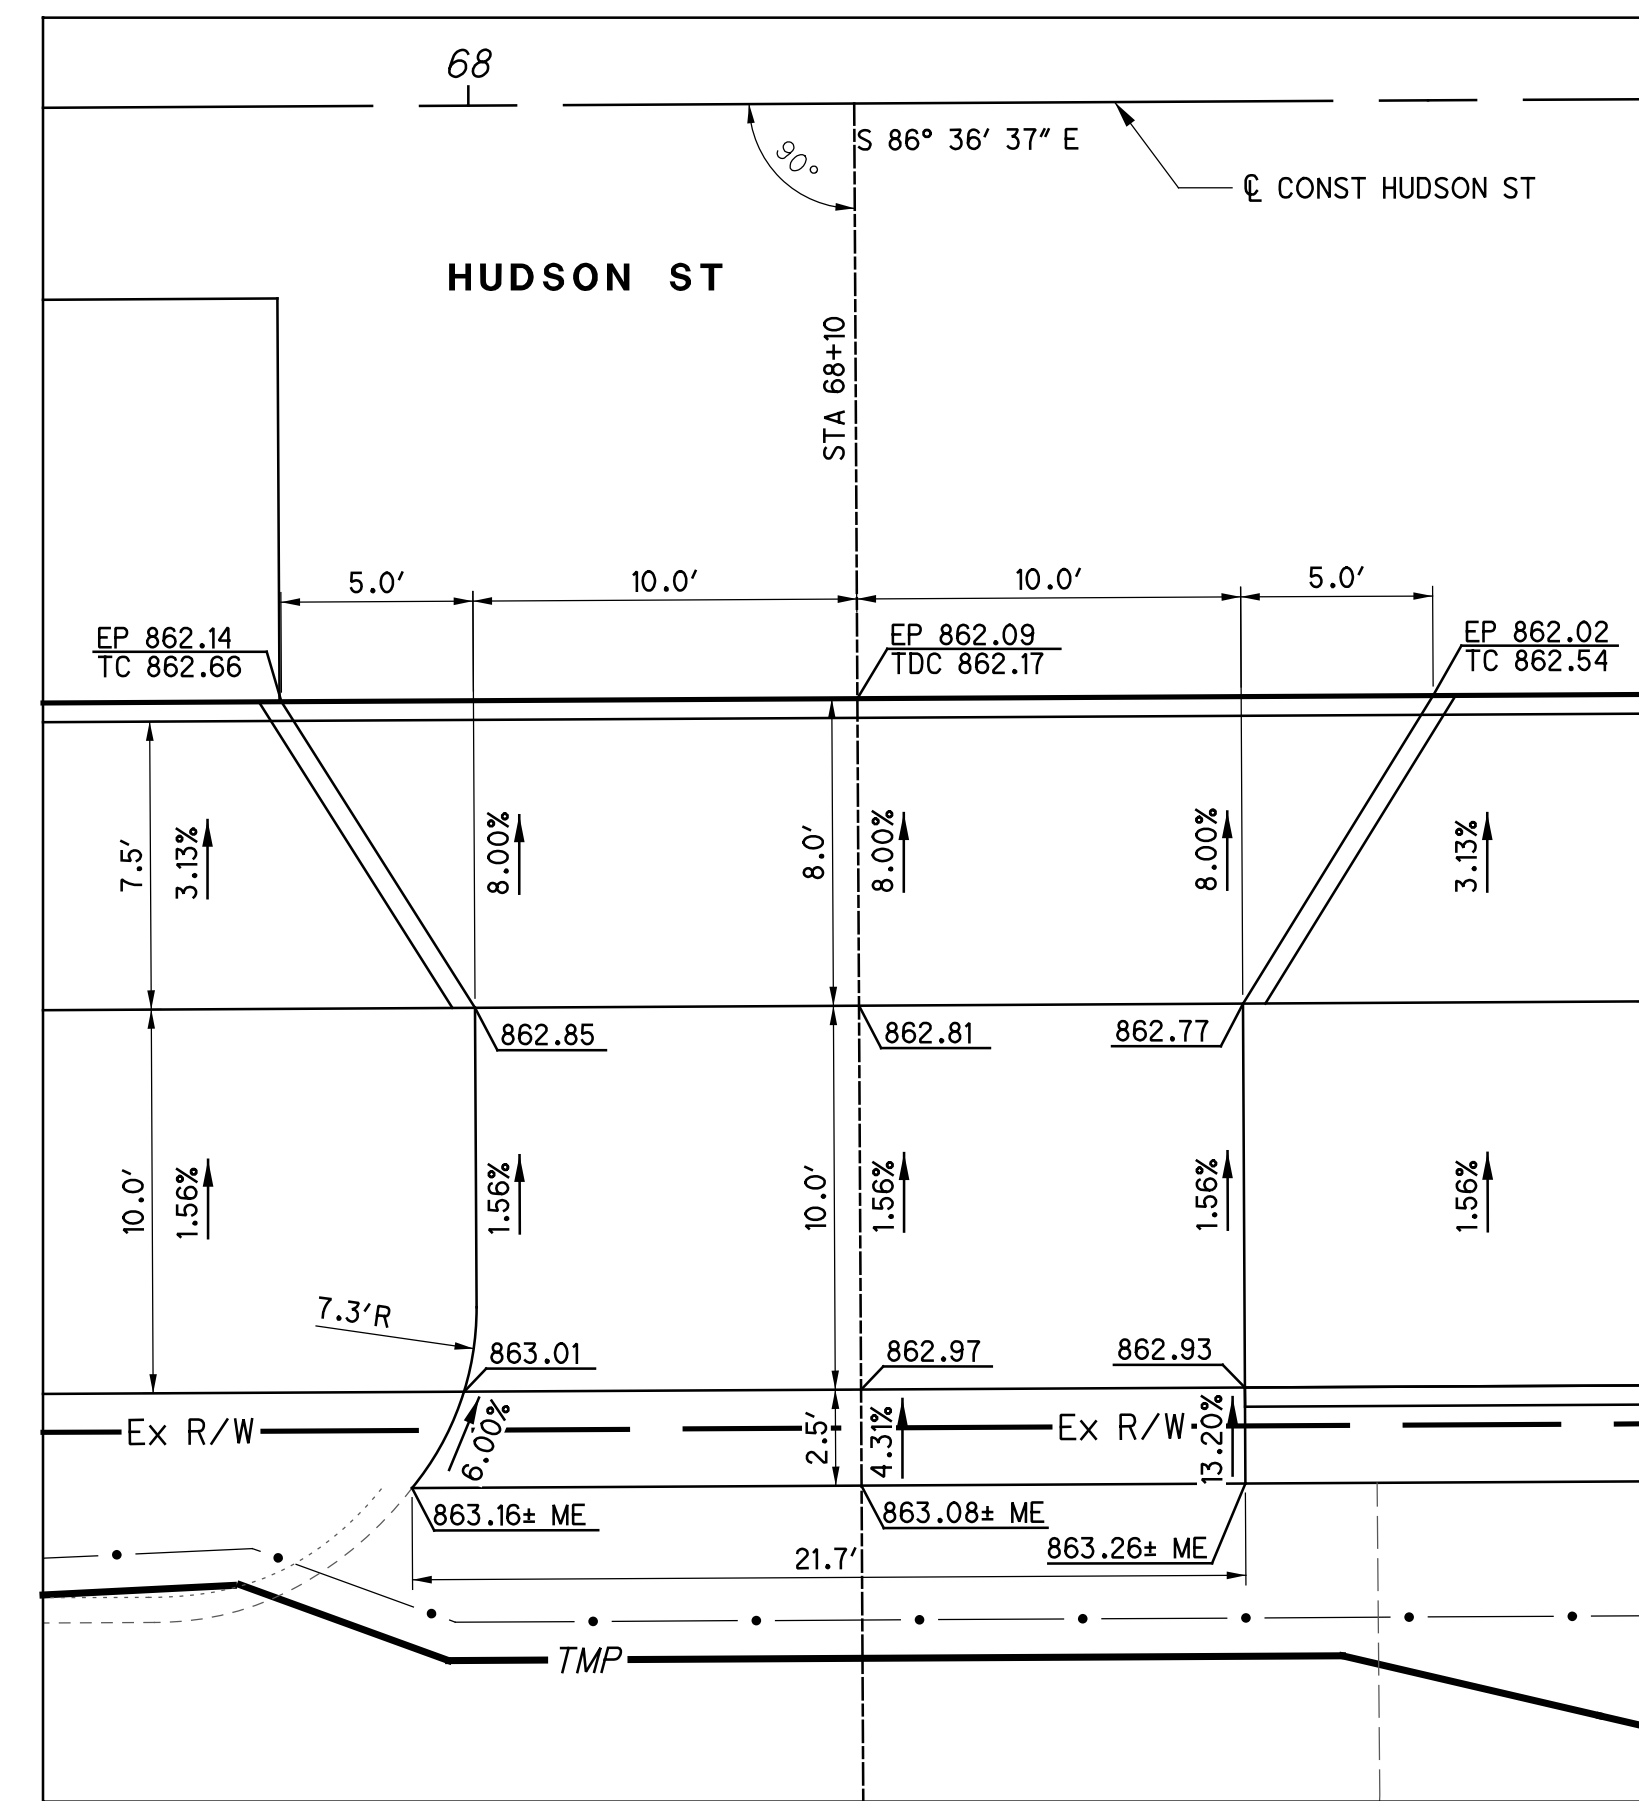 68
S 86° 36' 37" E
90°
℄ CONST HUDSON ST
HUDSON ST
STA 68+10
5.0'
10.0'
10.0'
5.0'
EP 862.14
TC 862.66
EP 862.09
TDC 862.17
EP 862.02
TC 862.54
7.5'
3.13%
8.00%
8.0'
8.00%
8.00%
3.13%
862.85
862.81
862.77
10.0'
1.56%
1.56%
10.0'
1.56%
1.56%
1.56%
7.3'R
863.01
862.97
862.93
Ex R/W
6.00%
2.5'
4.31%
Ex R/W
13.20%
863.16± ME
863.08± ME
863.26± ME
21.7'
TMP